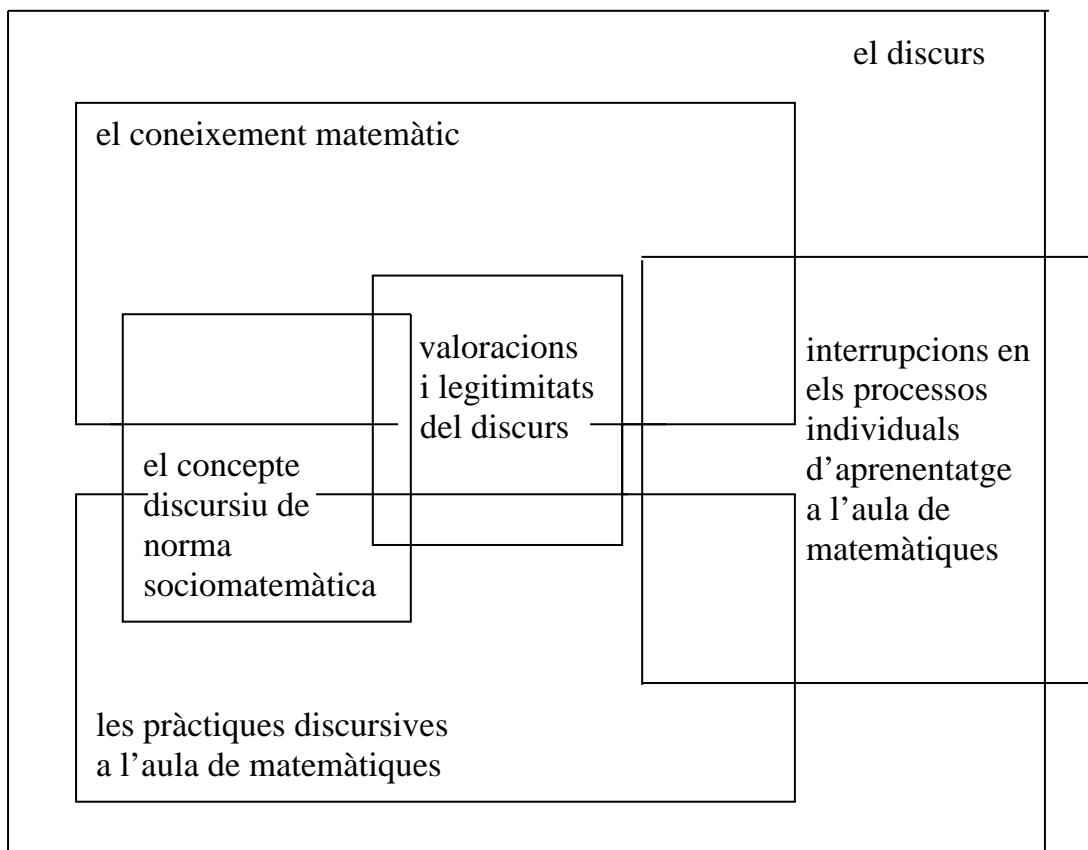 el discurs
el coneixement matemàtic
valoracions
i legitimitats
del discurs
interrupcions en
els processos
individuals
d’aprenentatge
a l’aula de
matemàtiques
el concepte
discursiu de
norma
sociomatemàtica
les pràctiques discursives
a l’aula de matemàtiques